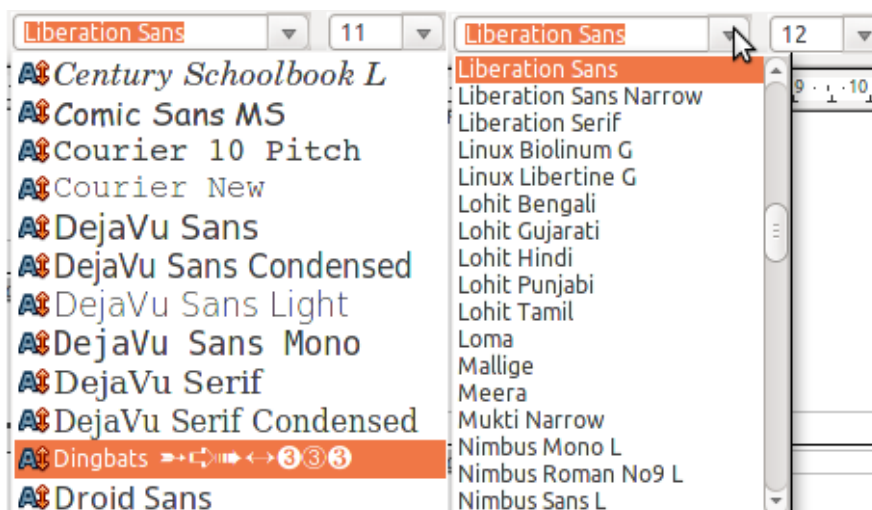 Liberation Sans 11
Century Schoolbook L
Comic Sans MS
Courier 10 Pitch
Courier New
DejaVu Sans
DejaVu Sans Condensed
DejaVu Sans Light
DejaVu Sans Mono
DejaVu Serif
DejaVu Serif Condensed
Dingbats ➵➪➠↔❸③❸
Droid Sans
Liberation Sans 12
9 10
Liberation Sans
Liberation Sans Narrow
Liberation Serif
Linux Biolinum G
Linux Libertine G
Lohit Bengali
Lohit Gujarati
Lohit Hindi
Lohit Punjabi
Lohit Tamil
Loma
Mallige
Meera
Mukti Narrow
Nimbus Mono L
Nimbus Roman No9 L
Nimbus Sans L